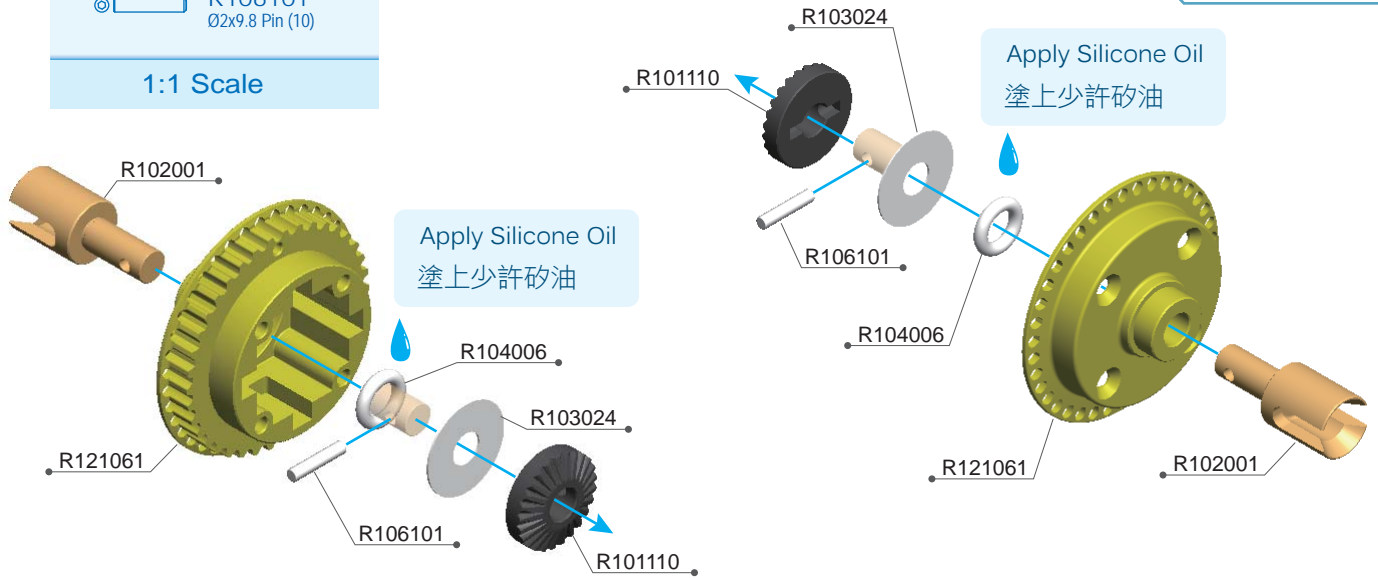 R106101
Ø2x9.8 Pin (10)
1:1 Scale
R102001
Apply Silicone Oil
塗上少許矽油
R104006
R103024
R121061
R106101
R101110
R103024
R101110
Apply Silicone Oil
塗上少許矽油
R106101
R104006
R121061
R102001